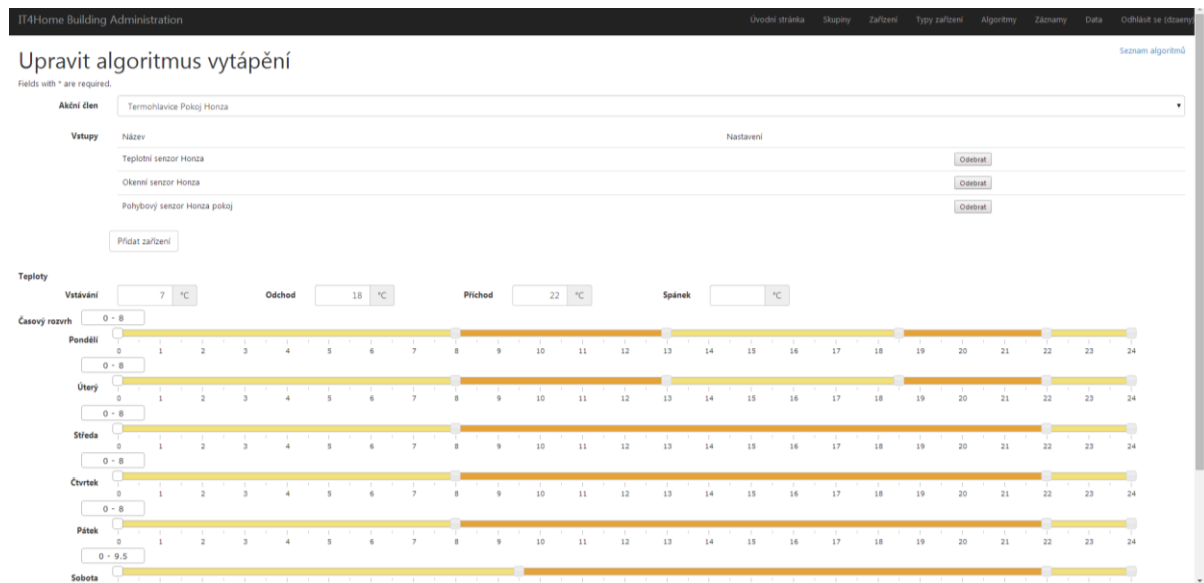 IT4Home Building Administration Úvodní stránka Skupiny Zařízení Typy zařízení Algoritmy Záznamy Data Odhlásit se (dzaeny)
Seznam algoritmů
Upravit algoritmus vytápění
Fields with * are required.
Akční člen Termohlavice Pokoj Honza
Vstupy Název Nastavení
Teplotní senzor Honza Odebrat
Okenní senzor Honza Odebrat
Pohybový senzor Honza pokoj Odebrat
Přidat zařízení
Teploty
Vstávání 7 °C Odchod 18 °C Příchod 22 °C Spánek °C
Časový rozvrh 0 - 8
Pondělí
0 1 2 3 4 5 6 7 8 9 10 11 12 13 14 15 16 17 18 19 20 21 22 23 24
0 - 8
Úterý
0 1 2 3 4 5 6 7 8 9 10 11 12 13 14 15 16 17 18 19 20 21 22 23 24
0 - 8
Středa
0 1 2 3 4 5 6 7 8 9 10 11 12 13 14 15 16 17 18 19 20 21 22 23 24
0 - 8
Čtvrtek
0 1 2 3 4 5 6 7 8 9 10 11 12 13 14 15 16 17 18 19 20 21 22 23 24
0 - 8
Pátek
0 1 2 3 4 5 6 7 8 9 10 11 12 13 14 15 16 17 18 19 20 21 22 23 24
0 - 9.5
Sobota